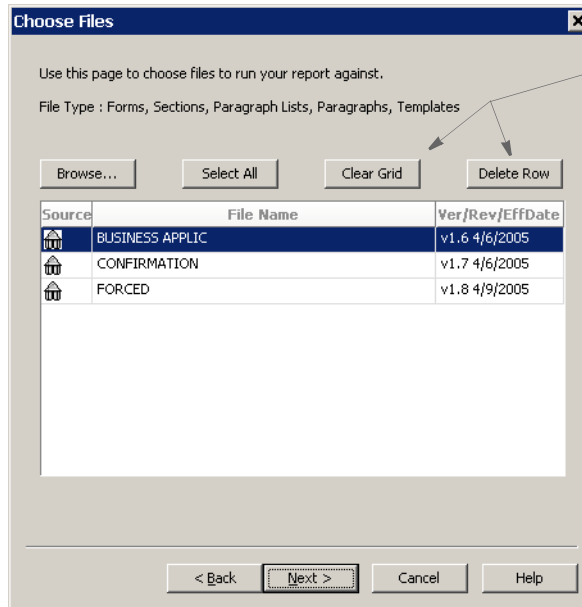 Choose Files
Use this page to choose files to run your report against.
File Type : Forms, Sections, Paragraph Lists, Paragraphs, Templates
Browse... Select All Clear Grid Delete Row
Source File Name Ver/Rev/EffDate
BUSINESS APPLIC v1.6 4/6/2005
CONFIRMATION v1.7 4/6/2005
FORCED v1.8 4/9/2005
< Back Next > Cancel Help